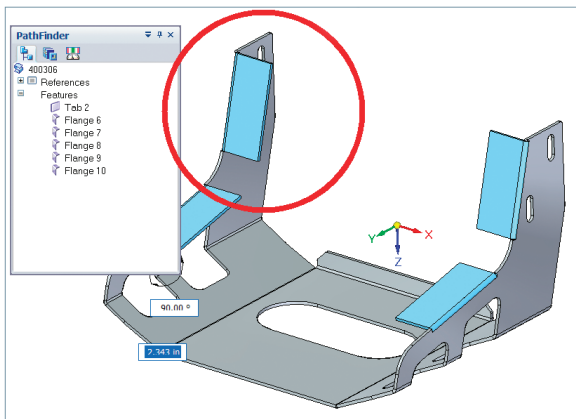 PathFinder
400306
References
Features
Tab 2
Flange 6
Flange 7
Flange 8
Flange 9
Flange 10
Y
X
Z
90.00 °
2.343 in